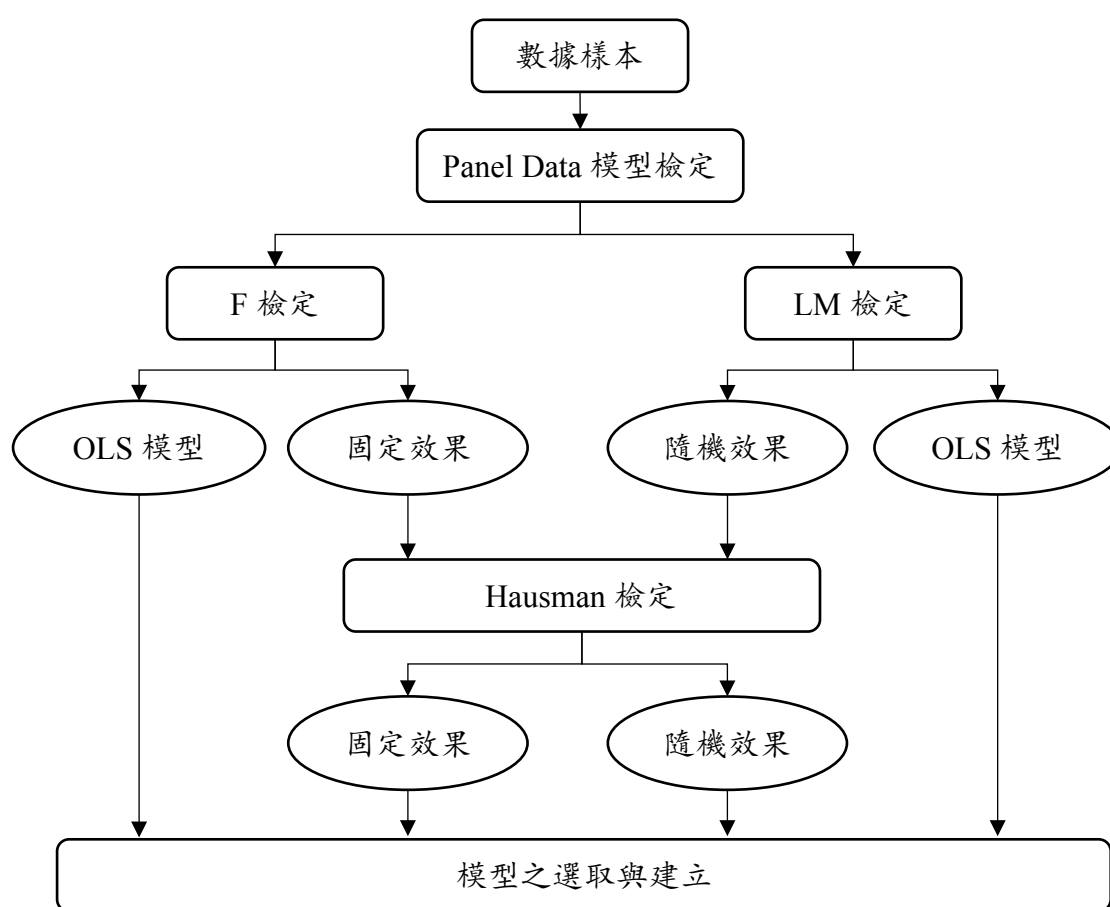 數據樣本
Panel Data 模型檢定
F 檢定
LM 檢定
OLS 模型
固定效果
隨機效果
OLS 模型
Hausman 檢定
固定效果
隨機效果
模型之選取與建立